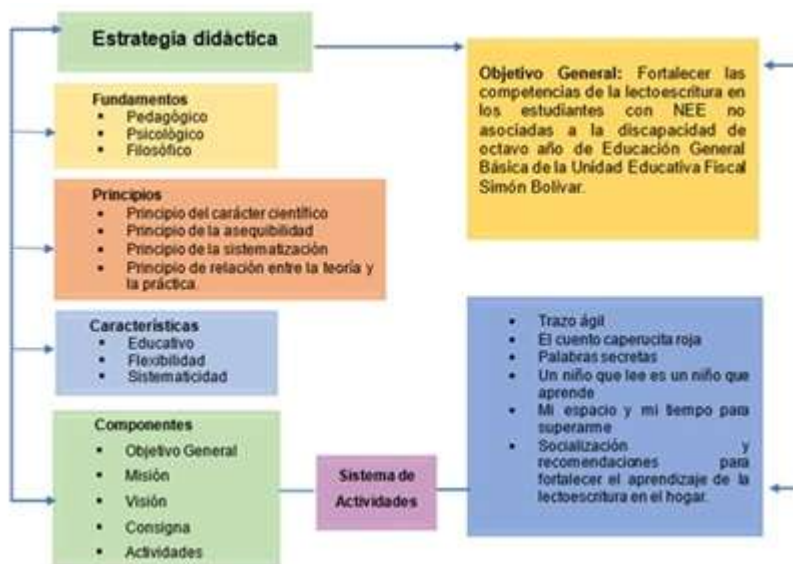 Estrategia didáctica
Objetivo General: Fortalecer las
competencias de la lectoescritura en
los estudiantes con NEE no
asociadas a la discapacidad de
octavo año de Educación General
Básica de la Unidad Educativa Fiscal
Simón Bolívar.
Fundamentos
▪ Pedagógico
▪ Psicológico
▪ Filosófico
Principios
• Principio del carácter científico
• Principio de la asequibilidad
• Principio de la sistematización
• Principio de relación entre la teoría y
la práctica.
Características
▪ Educativo
▪ Flexibilidad
▪ Sistematicidad
Componentes
▪ Objetivo General
▪ Misión
▪ Visión
▪ Consigna
▪ Actividades
Sistema de
Actividades
• Trazo ágil
• El cuento caperucita roja
• Palabras secretas
• Un niño que lee es un niño que
aprende
• Mi espacio y mi tiempo para
superarme
• Socialización y
recomendaciones para
fortalecer el aprendizaje de la
lectoescritura en el hogar.